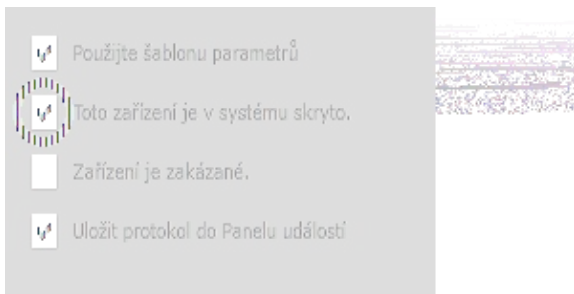 Použijte šablonu parametrů
Toto zařízení je v systému skryto.
Zařízení je zakázané.
Uložit protokol do Panelu událostí